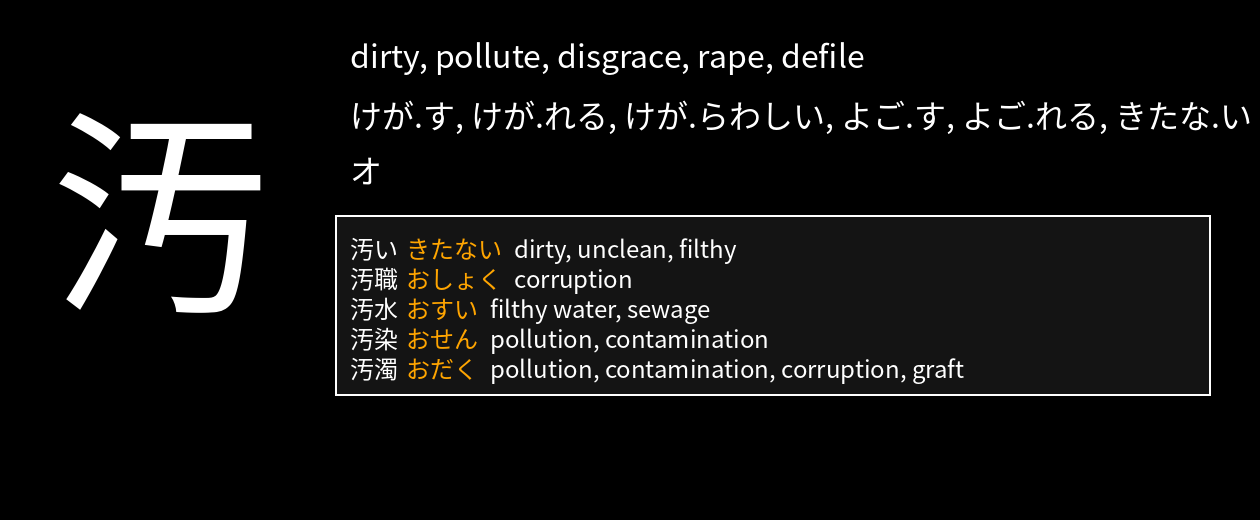 汚
dirty, pollute, disgrace, rape, defile
けが.す, けが.れる, けが.らわしい, よご.す, よご.れる, きたな.い
オ
汚い きたない dirty, unclean, filthy
汚職 おしょく corruption
汚水 おすい filthy water, sewage
汚染 おせん pollution, contamination
汚濁 おだく pollution, contamination, corruption, graft